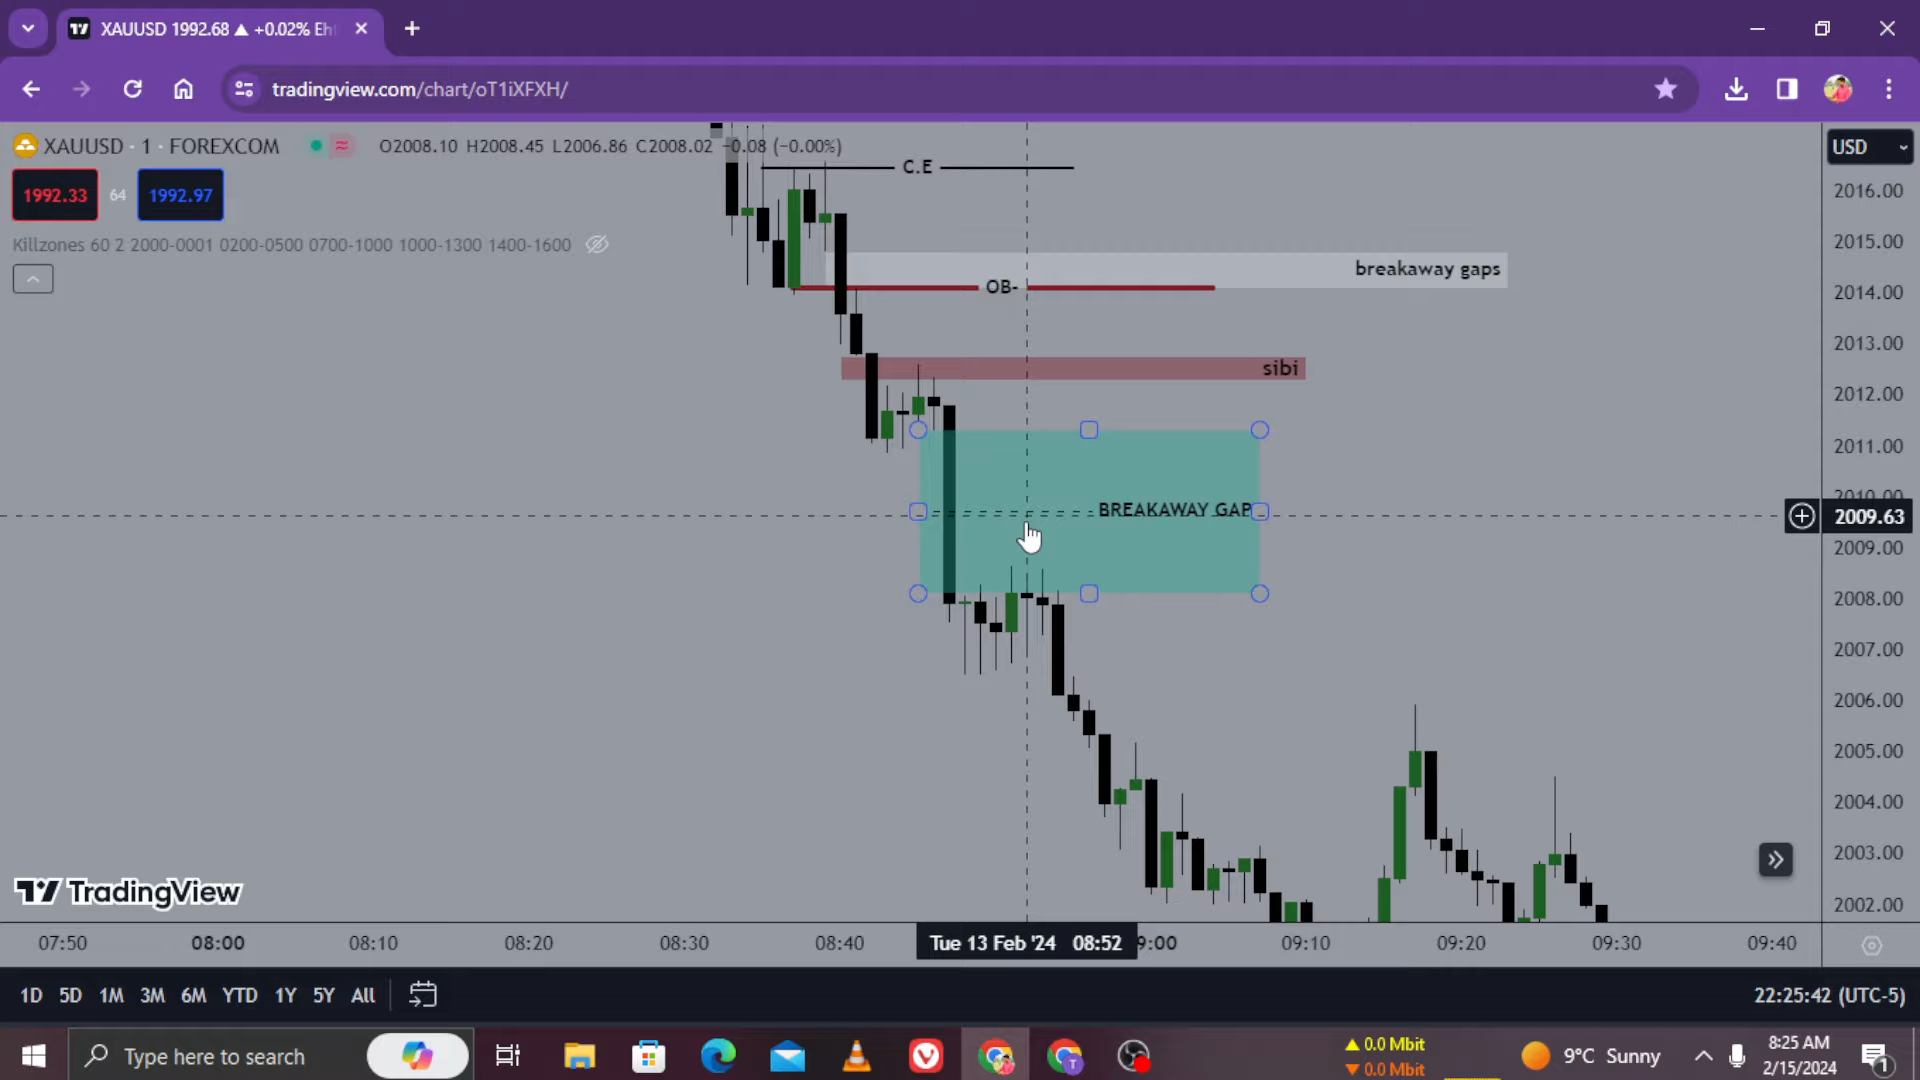 XAUUSD 1992.68 ▲ +0.02% Eh
tradingview.com/chart/oT1iXFXH/
XAUUSD · 1 · FOREXCOM
O2008.10 H2008.45 L2006.86 C2008.02 −0.08 (−0.00%)
USD
C.E
1992.33
64
1992.97
2016.00
Killzones 60 2 2000-0001 0200-0500 0700-1000 1000-1300 1400-1600
2015.00
breakaway gaps
OB-
2014.00
2013.00
sibi
2012.00
2011.00
2010.00
BREAKAWAY GAP
2009.63
2009.00
2008.00
2007.00
2006.00
2005.00
2004.00
2003.00
TradingView
2002.00
07:50
08:00
08:10
08:20
08:30
08:40
Tue 13 Feb '24 08:52
9:00
09:10
09:20
09:30
09:40
1D 5D 1M 3M 6M YTD 1Y 5Y All
22:25:42 (UTC-5)
Type here to search
▲ 0.0 Mbit
▼ 0.0 Mbit
9°C Sunny
8:25 AM
2/15/2024
1